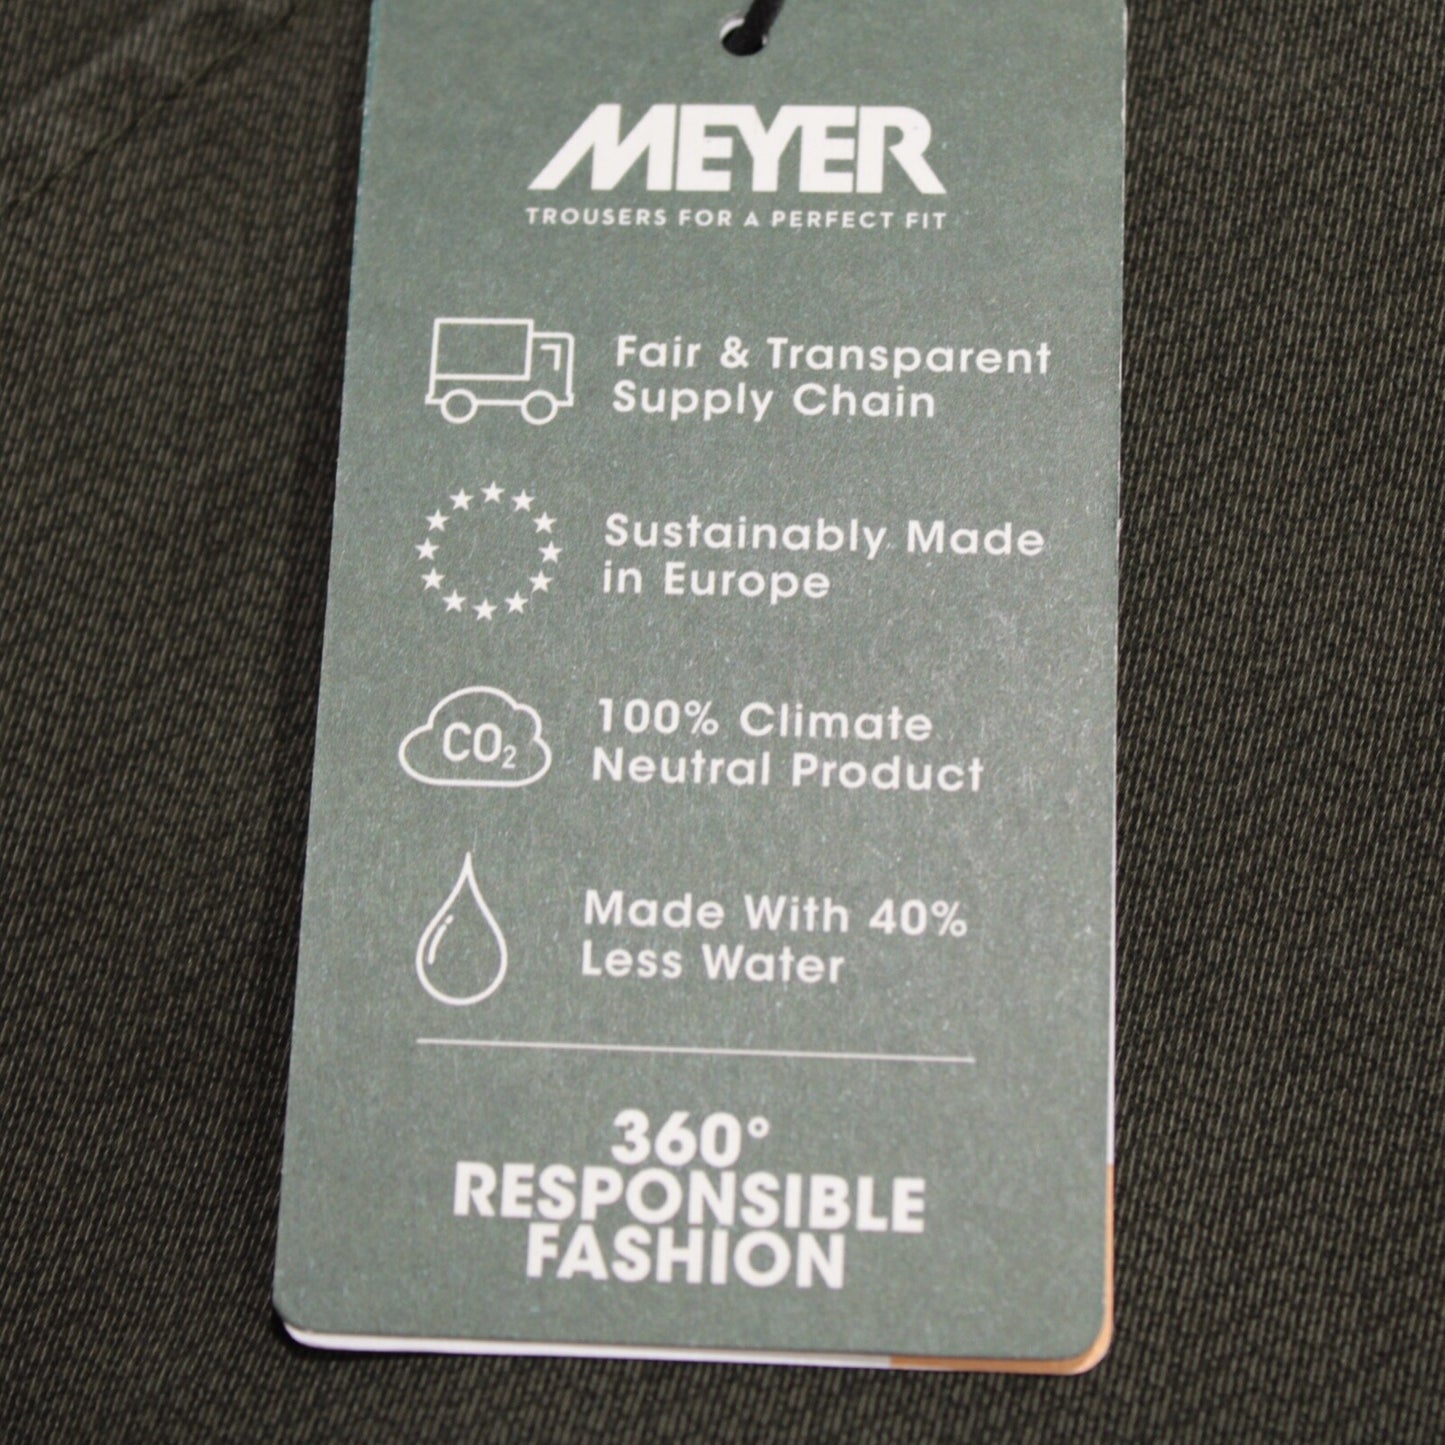 MEYER
TROUSERS FOR A PERFECT FIT
Fair & Transparent
Supply Chain
Sustainably Made
in Europe
CO₂
100% Climate
Neutral Product
Made With 40%
Less Water
360°
RESPONSIBLE
FASHION